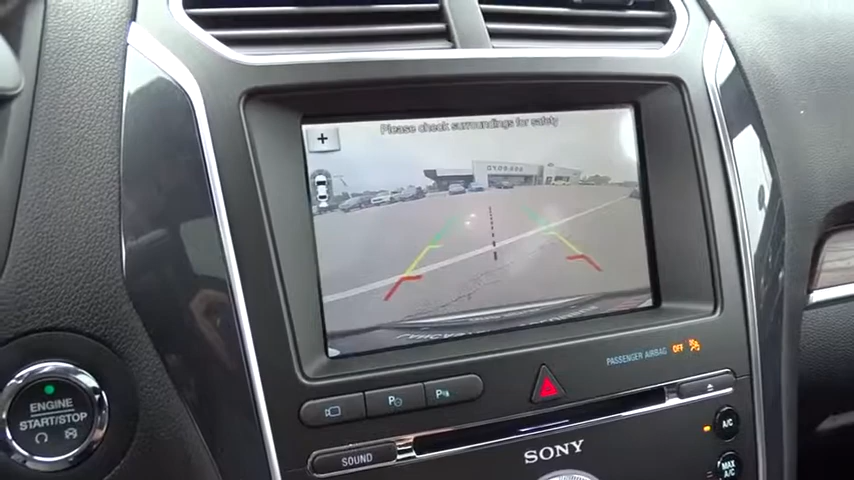 Please check surroundings for safety
+
PASSENGER AIRBAG OFF
ENGINE
START/STOP
P
P
SOUND
SONY
A/C
MAX
A/C